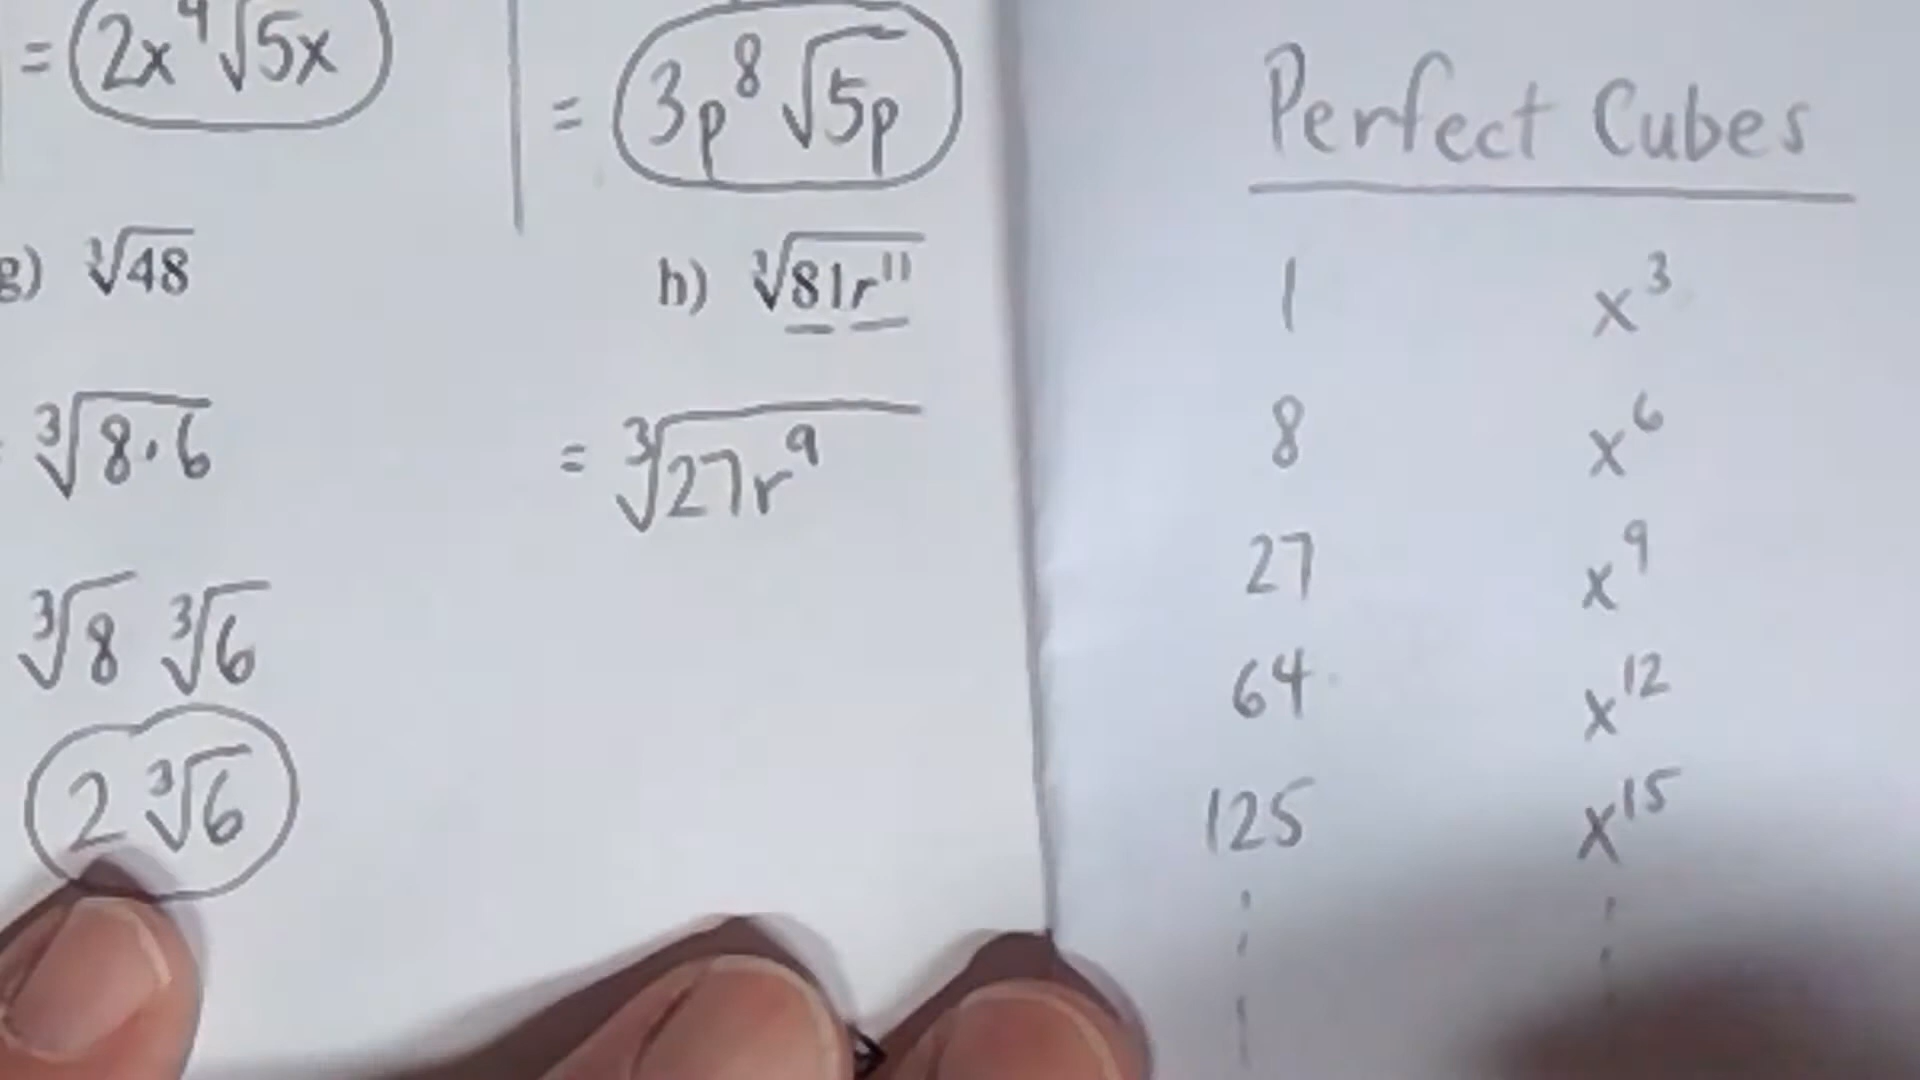 = 2x⁴√5x
= 3p⁸√5p
g) ∛48
∛8·6
∛8 ∛6
2 ∛6
h) ∛81r¹¹
= ∛27r⁹
Perfect Cubes
1 x³
8 x⁶
27 x⁹
64 x¹²
125 x¹⁵